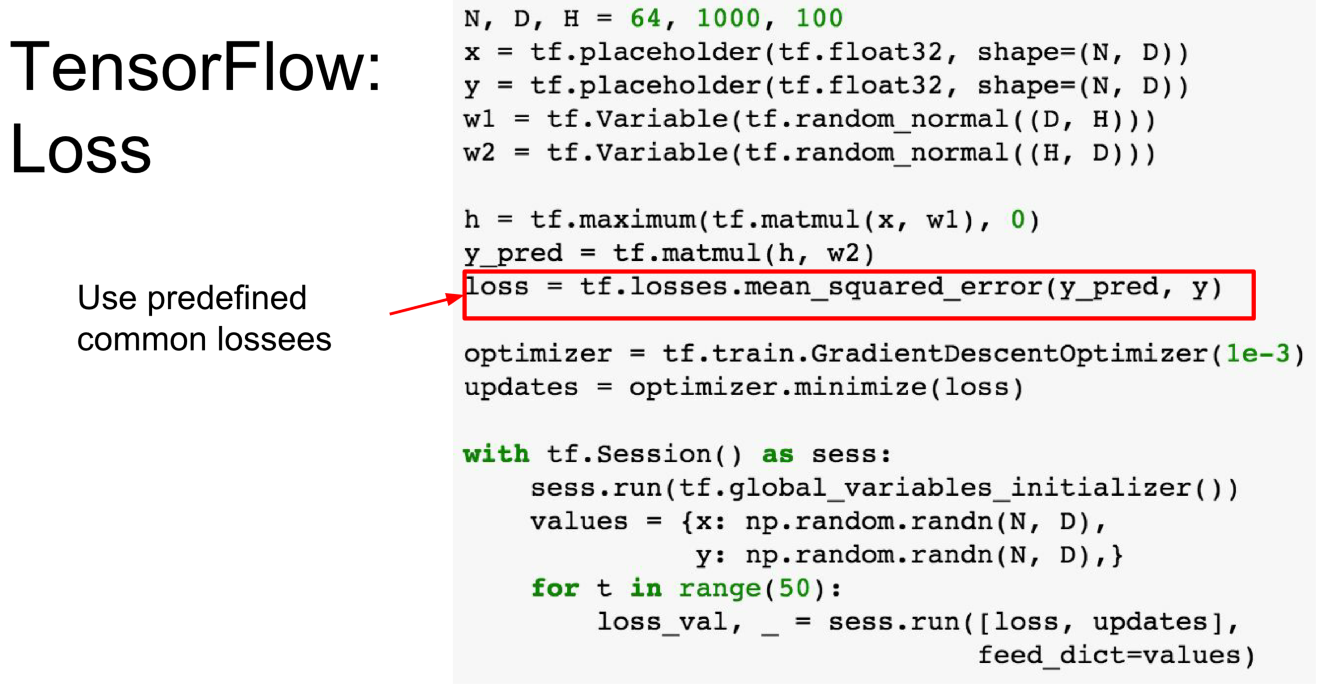 TensorFlow:
Loss
Use predefined
common lossees
N, D, H = 64, 1000, 100
x = tf.placeholder(tf.float32, shape=(N, D))
y = tf.placeholder(tf.float32, shape=(N, D))
w1 = tf.Variable(tf.random_normal((D, H)))
w2 = tf.Variable(tf.random_normal((H, D)))
h = tf.maximum(tf.matmul(x, w1), 0)
y_pred = tf.matmul(h, w2)
loss = tf.losses.mean_squared_error(y_pred, y)
optimizer = tf.train.GradientDescentOptimizer(1e-3)
updates = optimizer.minimize(loss)
with tf.Session() as sess:
    sess.run(tf.global_variables_initializer())
    values = {x: np.random.randn(N, D),
              y: np.random.randn(N, D),}
    for t in range(50):
        loss_val, _ = sess.run([loss, updates],
                               feed_dict=values)